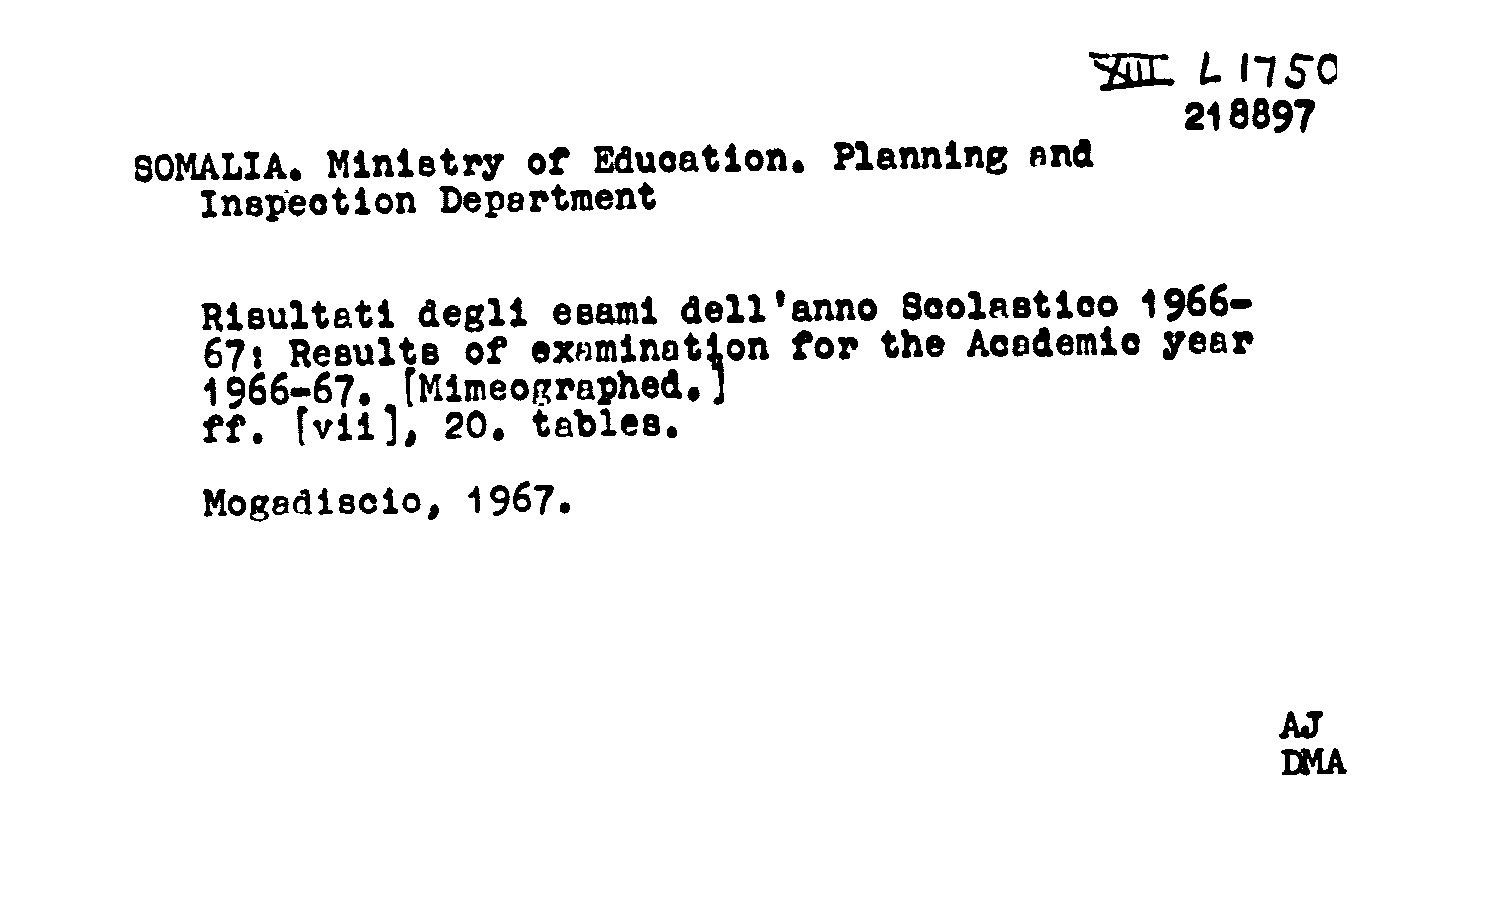 XIII L 1750
218897
SOMALIA. Ministry of Education. Planning and
Inspection Department
Risultati degli esami dell'anno Scolastico 1966-
67: Results of examination for the Academic year
1966-67. [Mimeographed.]
ff. [vii], 20. tables.
Mogadiscio, 1967.
AJ
DMA